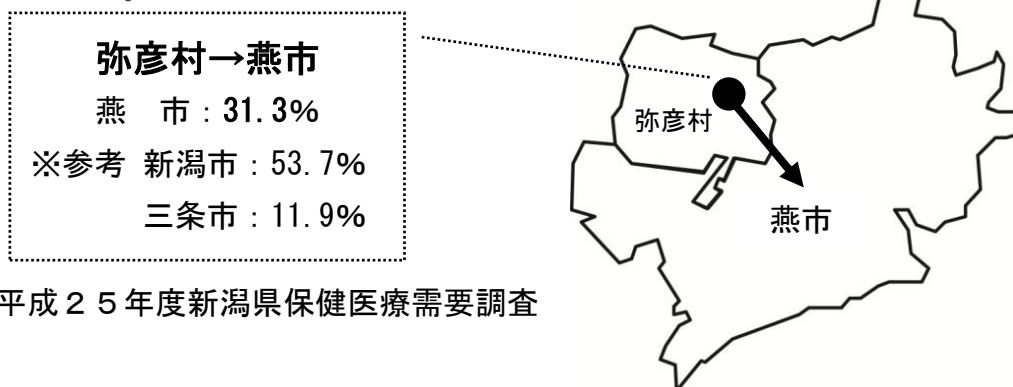 弥彦村→燕市
燕　市：31.3%
※参考 新潟市：53.7%
三条市：11.9%
弥彦村
燕市
平成２５年度新潟県保健医療需要調査